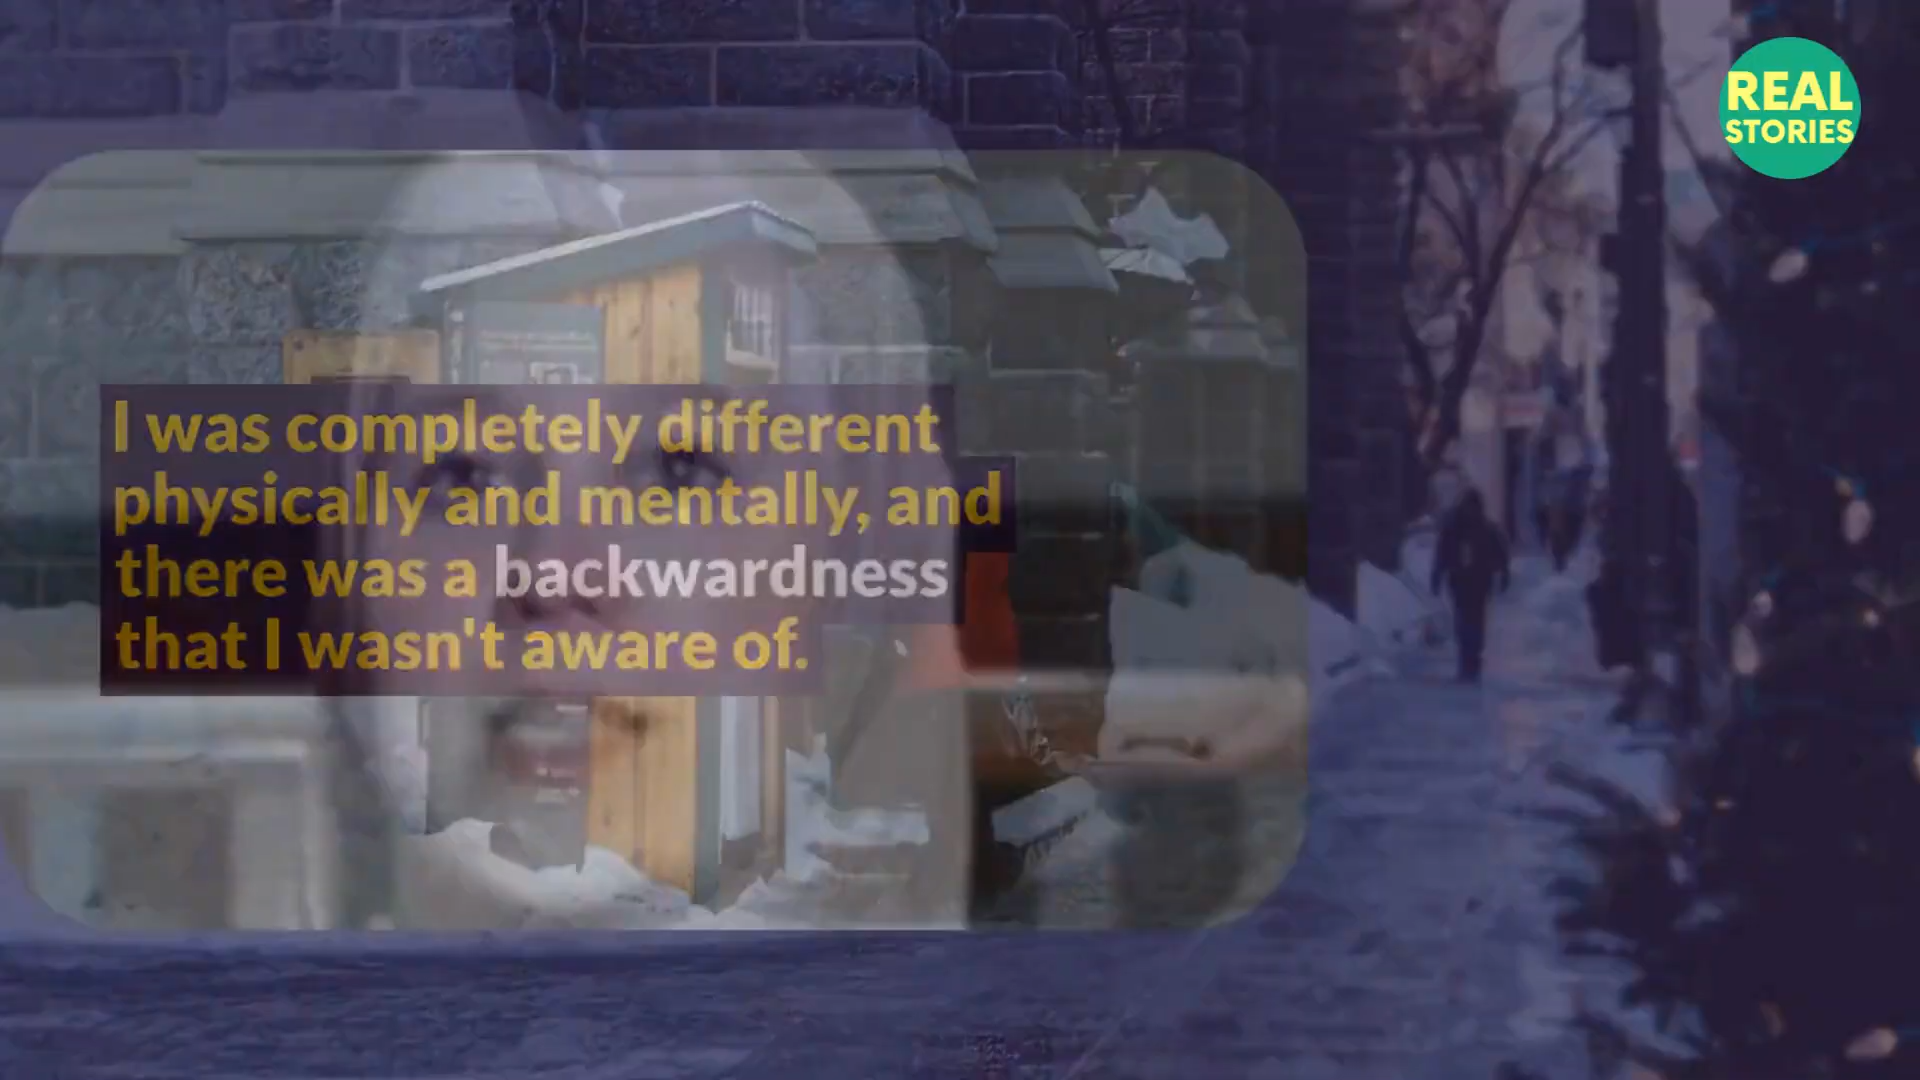 REAL
STORIES
I was completely different
physically and mentally, and
there was a backwardness
that I wasn't aware of.